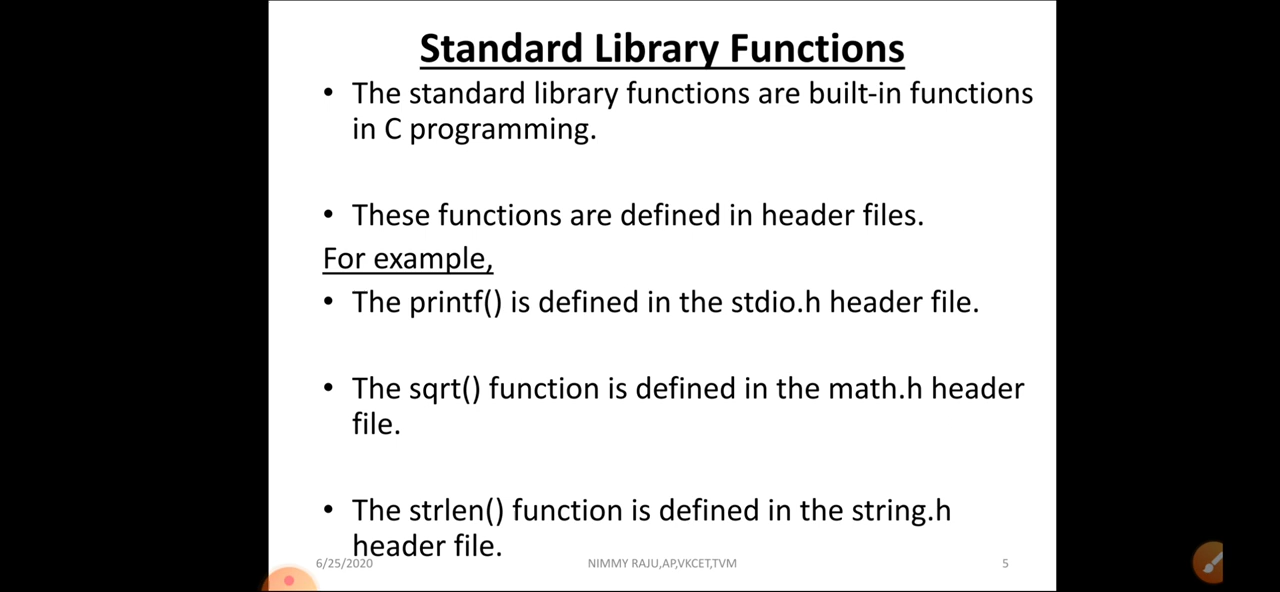 Standard Library Functions
• The standard library functions are built-in functions
in C programming.
• These functions are defined in header files.
For example,
• The printf() is defined in the stdio.h header file.
• The sqrt() function is defined in the math.h header
file.
• The strlen() function is defined in the string.h
header file.
6/25/2020
NIMMY RAJU,AP,VKCET,TVM
5